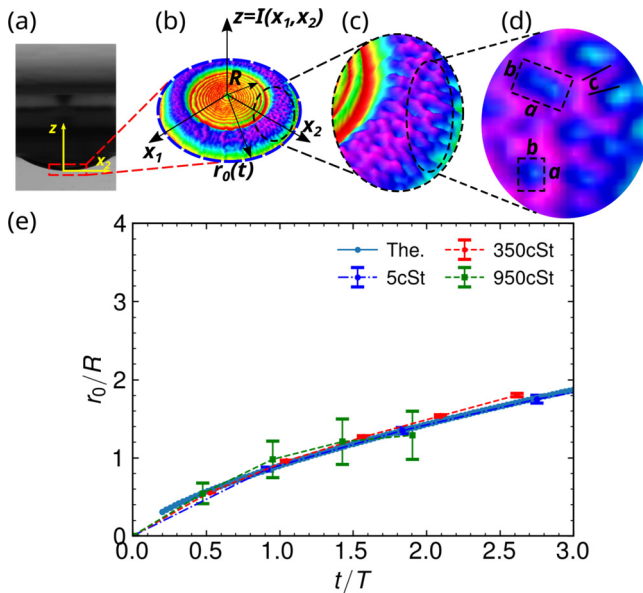 (a)
(b)
z=I(x₁,x₂)
(c)
(d)
z
x₂
R
x₁
x₂
r₀(t)
b
a
c
b
a
(e)
The.
350cSt
5cSt
950cSt
4
3
2
1
0
r₀/R
0.0
0.5
1.0
1.5
2.0
2.5
3.0
t/T